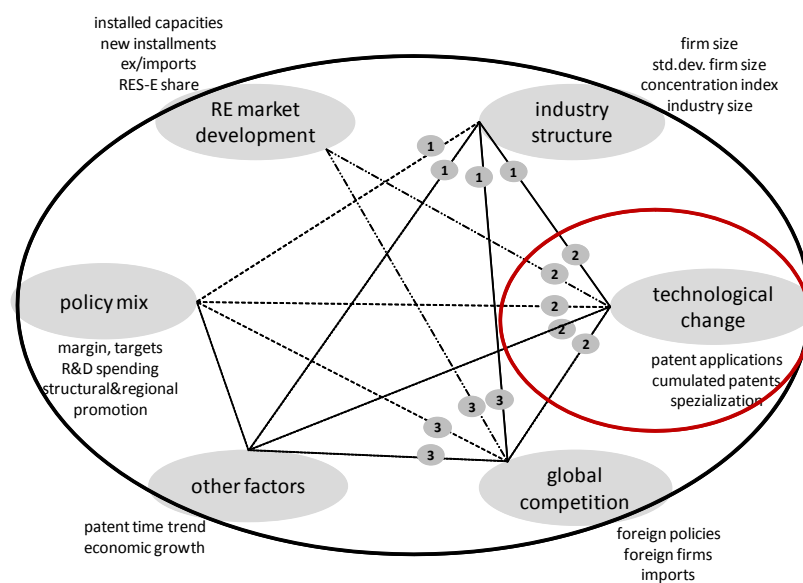 installed capacities
new installments
ex/imports
RES-E share
RE market
development
firm size
std.dev. firm size
concentration index
industry size
industry
structure
1
1
1
1
2
2
2
2
2
policy mix
margin, targets
R&D spending
structural&regional
promotion
technological
change
patent applications
cumulated patents
spezialization
3
3
3
3
other factors
patent time trend
economic growth
global
competition
foreign policies
foreign firms
imports